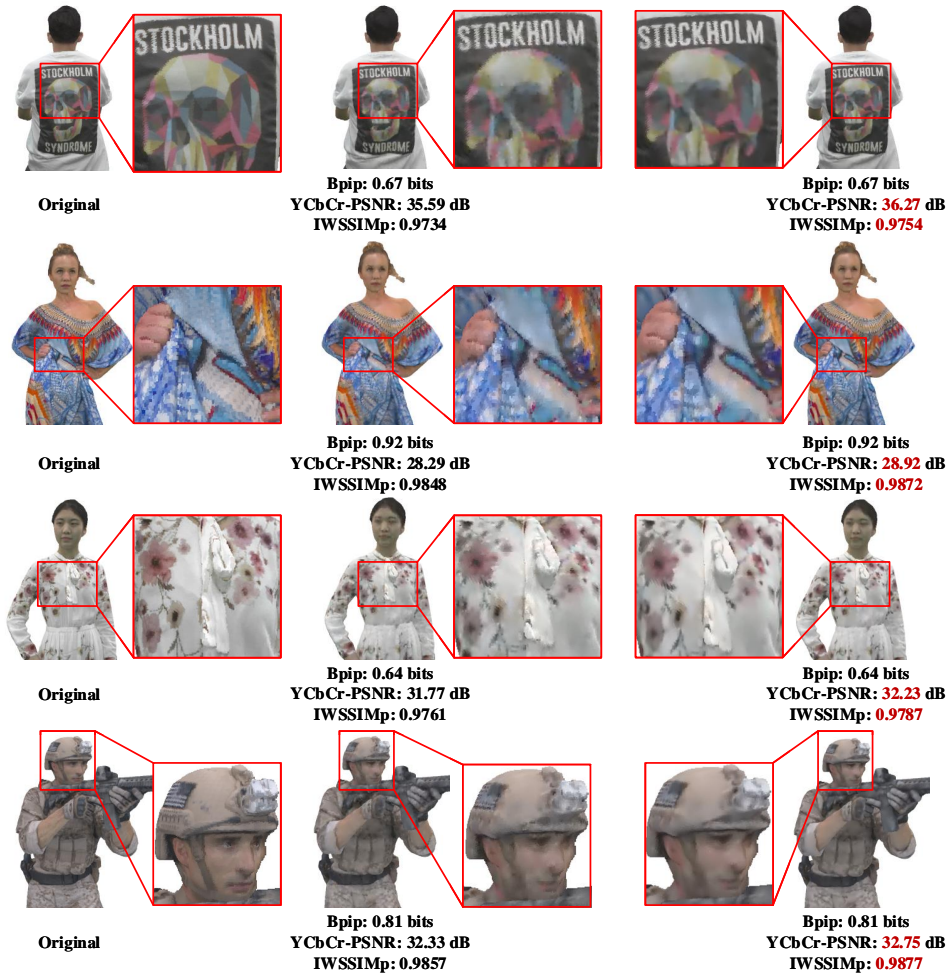 STOCKHOLM
SYNDROME
STOCKHOLM
STOCKHOLM
SYNDROME
STOCKHOLM
STOCKHOLM
STOCKHOLM
SYNDROME
Original
Bpip: 0.67 bits
YCbCr-PSNR: 35.59 dB
IWSSIMp: 0.9734
Bpip: 0.67 bits
YCbCr-PSNR: 36.27 dB
IWSSIMp: 0.9754
Original
Bpip: 0.92 bits
YCbCr-PSNR: 28.29 dB
IWSSIMp: 0.9848
Bpip: 0.92 bits
YCbCr-PSNR: 28.92 dB
IWSSIMp: 0.9872
Original
Bpip: 0.64 bits
YCbCr-PSNR: 31.77 dB
IWSSIMp: 0.9761
Bpip: 0.64 bits
YCbCr-PSNR: 32.23 dB
IWSSIMp: 0.9787
Original
Bpip: 0.81 bits
YCbCr-PSNR: 32.33 dB
IWSSIMp: 0.9857
Bpip: 0.81 bits
YCbCr-PSNR: 32.75 dB
IWSSIMp: 0.9877